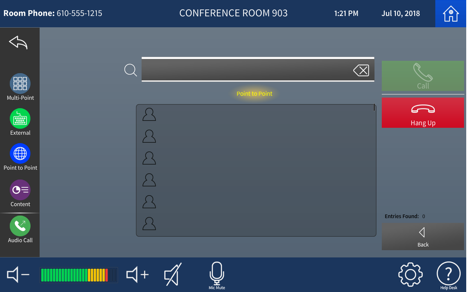 Room Phone: 610-555-1215
CONFERENCE ROOM 903
1:21 PM
Jul 10, 2018
Multi-Point
External
Point to Point
Content
Audio Call
Point to Point
Call
Hang Up
Entries Found: 0
Back
Mic Mute
Help Desk